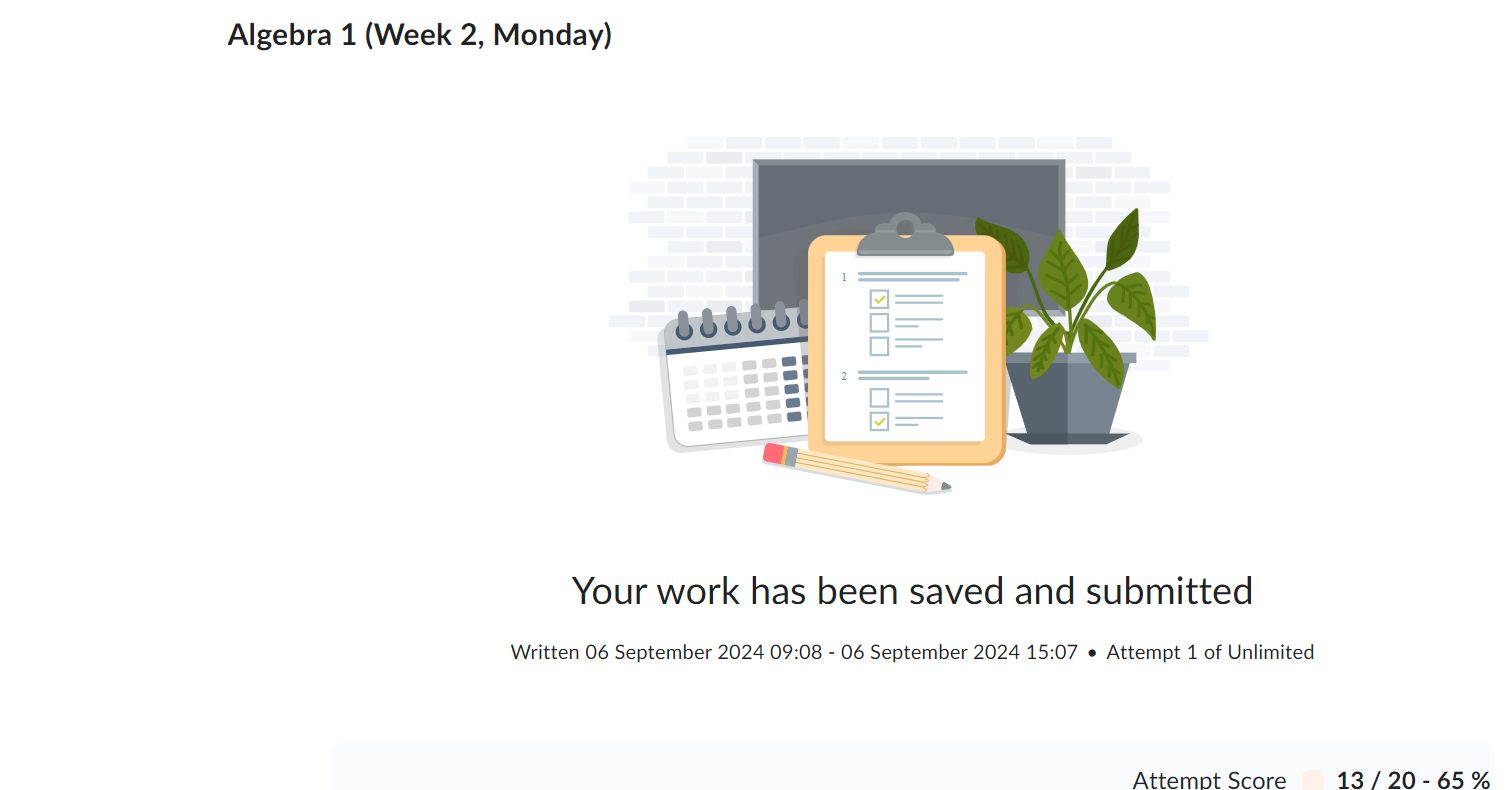 Algebra 1 (Week 2, Monday)
1
2
Your work has been saved and submitted
Written 06 September 2024 09:08 - 06 September 2024 15:07 • Attempt 1 of Unlimited
Attempt Score 13 / 20 - 65 %